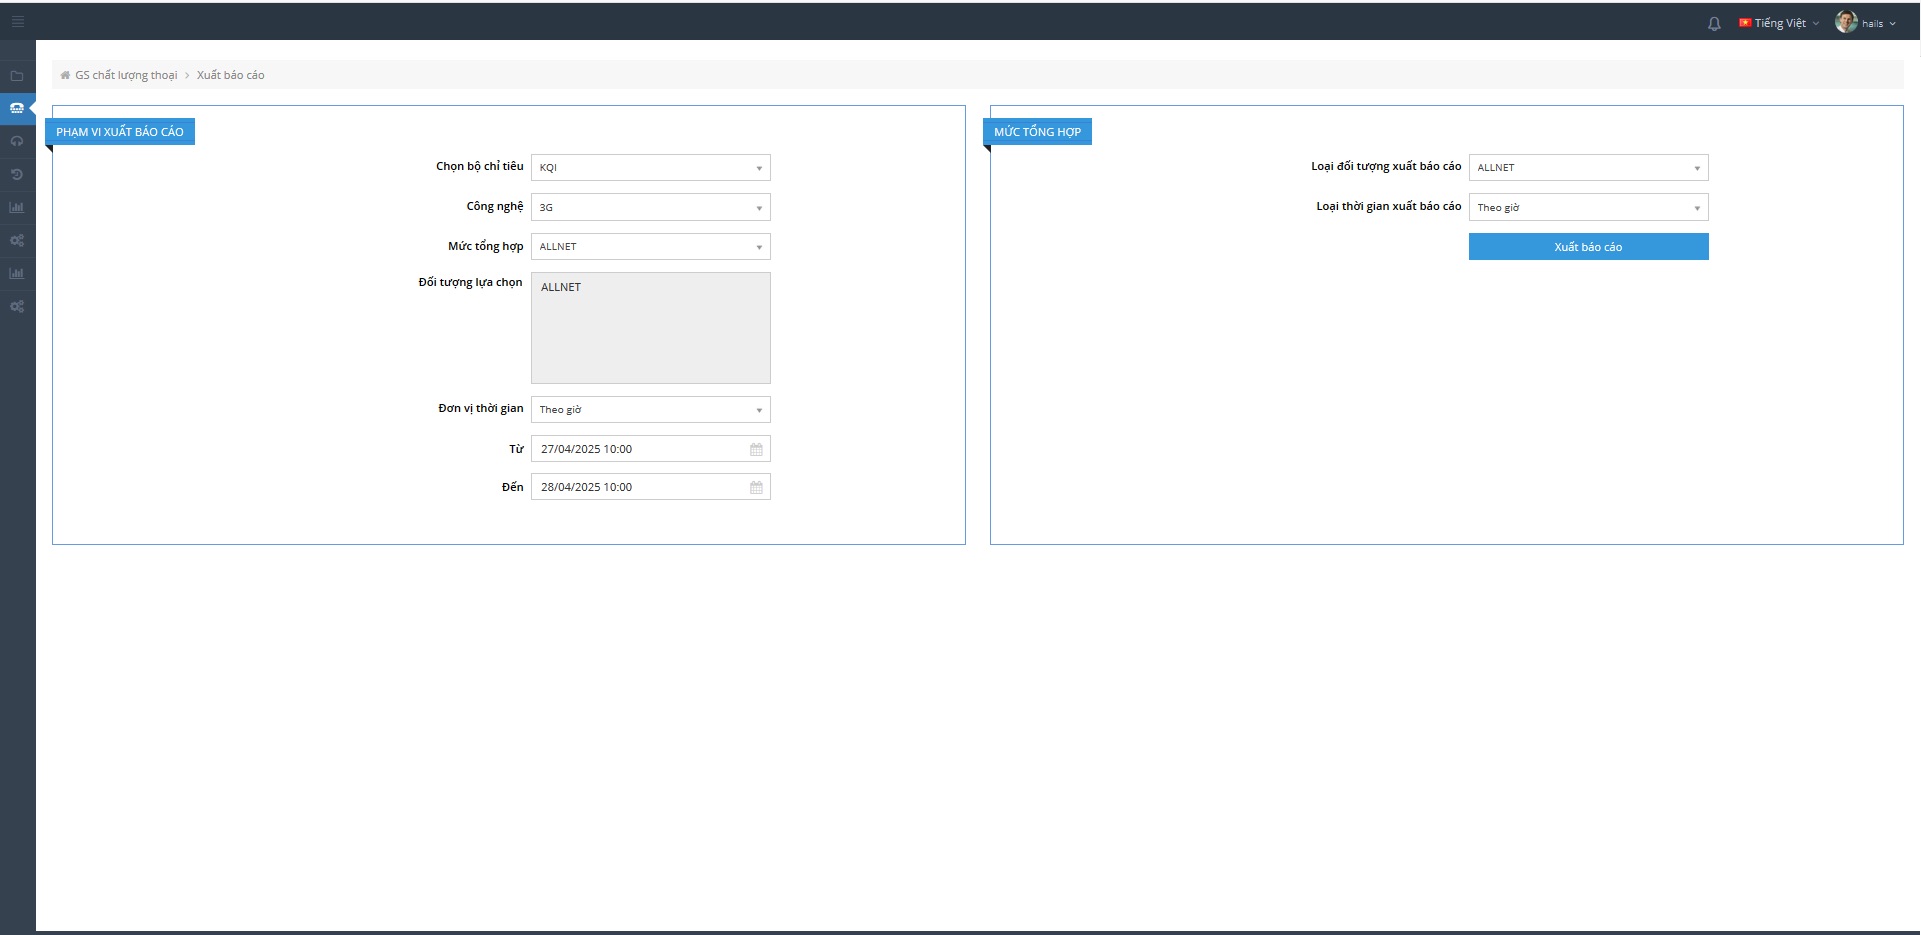 Tiếng Việt
hails
GS chất lượng thoại > Xuất báo cáo
PHẠM VI XUẤT BÁO CÁO
Chọn bộ chỉ tiêu KQI
Công nghệ 3G
Mức tổng hợp ALLNET
Đối tượng lựa chọn ALLNET
Đơn vị thời gian Theo giờ
Từ 27/04/2025 10:00
Đến 28/04/2025 10:00
MỨC TỔNG HỢP
Loại đối tượng xuất báo cáo ALLNET
Loại thời gian xuất báo cáo Theo giờ
Xuất báo cáo